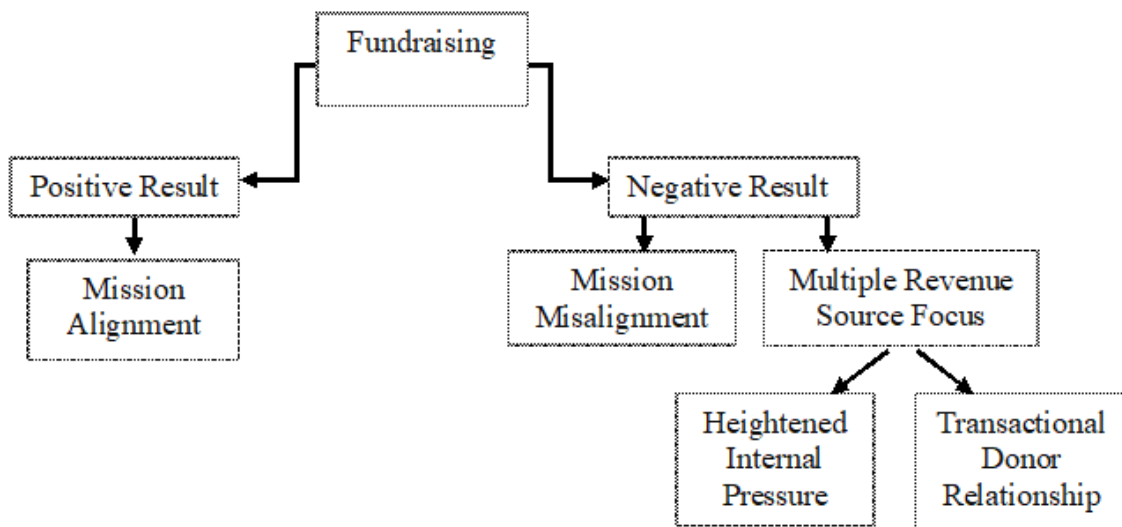 Fundraising
Positive Result
Negative Result
Mission
Alignment
Mission
Misalignment
Multiple Revenue
Source Focus
Heightened
Internal
Pressure
Transactional
Donor
Relationship